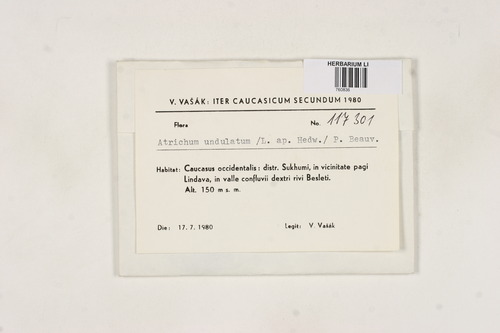 HERBARIUM LI
760836
V. VAŠÁK: ITER CAUCASICUM SECUNDUM 1980
Flora No. 117301
Atrichum undulatum /L. ap. Hedw./ P. Beauv.
Habitat: Caucasus occidentalis: distr. Sukhumi, in vicinitate pagi
Lindava, in valle confluvii dextri rivi Besleti.
Alt. 150 m s. m.
Die: 17. 7. 1980 Legit: V. Vašák